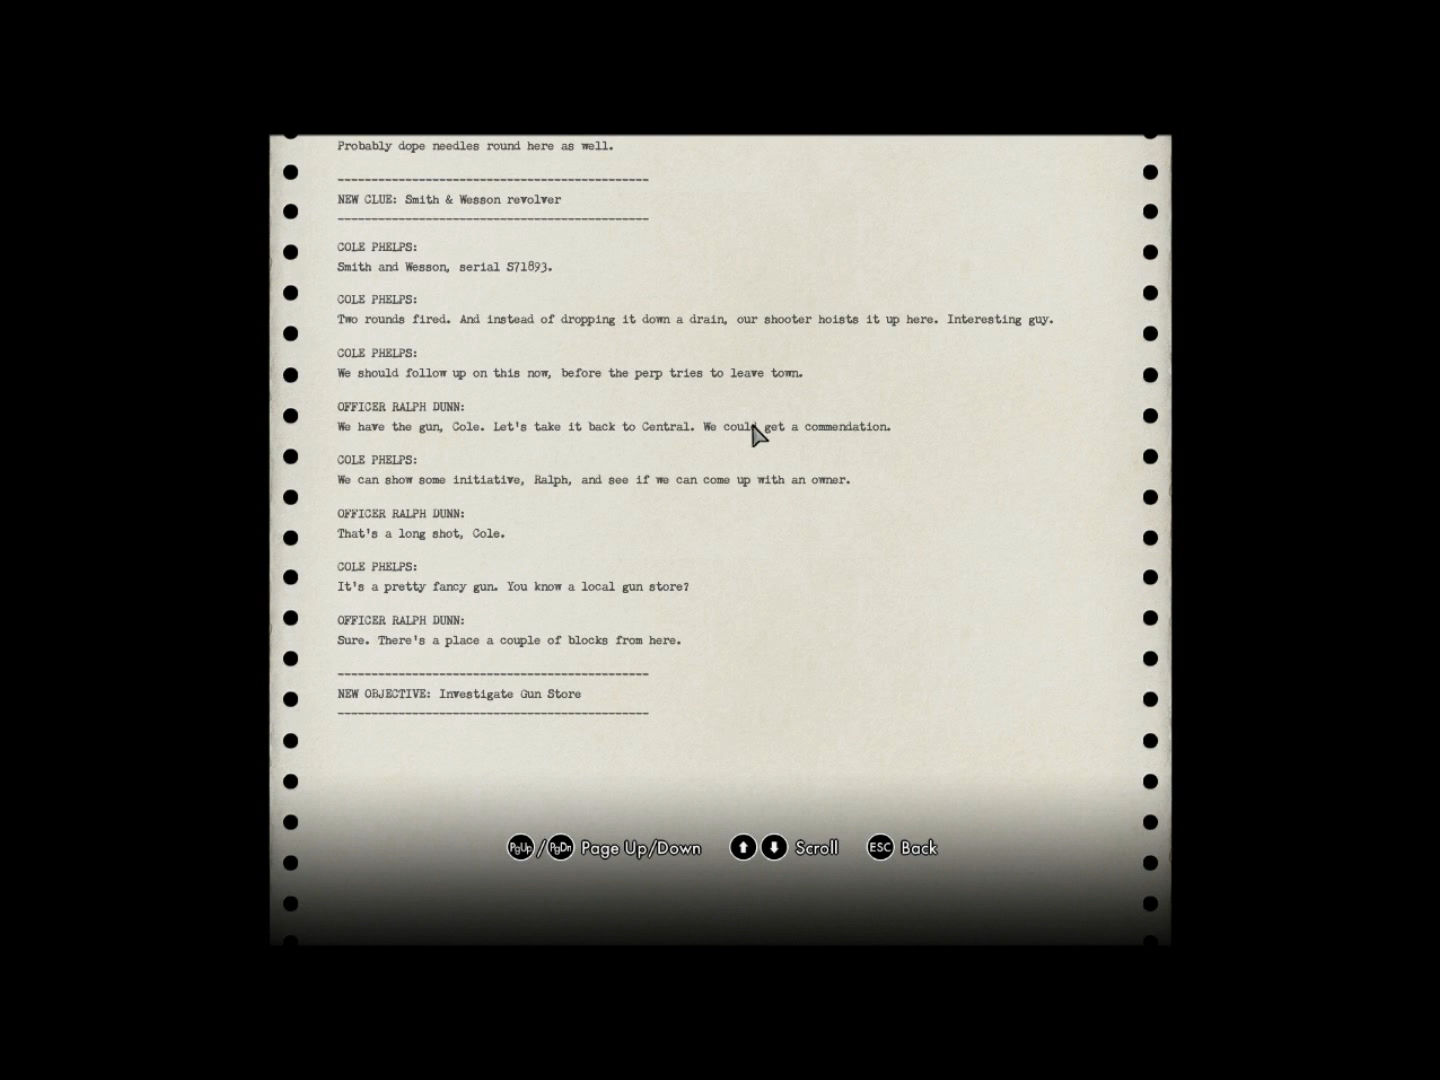 Probably dope needles round here as well.
----------------------------------------------
NEW CLUE: Smith & Wesson revolver
----------------------------------------------
COLE PHELPS:
Smith and Wesson, serial S71893.
COLE PHELPS:
Two rounds fired. And instead of dropping it down a drain, our shooter hoists it up here. Interesting guy.
COLE PHELPS:
We should follow up on this now, before the perp tries to leave town.
OFFICER RALPH DUNN:
We have the gun, Cole. Let's take it back to Central. We could get a commendation.
COLE PHELPS:
We can show some initiative, Ralph, and see if we can come up with an owner.
OFFICER RALPH DUNN:
That's a long shot, Cole.
COLE PHELPS:
It's a pretty fancy gun. You know a local gun store?
OFFICER RALPH DUNN:
Sure. There's a place a couple of blocks from here.
----------------------------------------------
NEW OBJECTIVE: Investigate Gun Store
----------------------------------------------
PgUp/PgDn Page Up/Down ↑ ↓ Scroll ESC Back